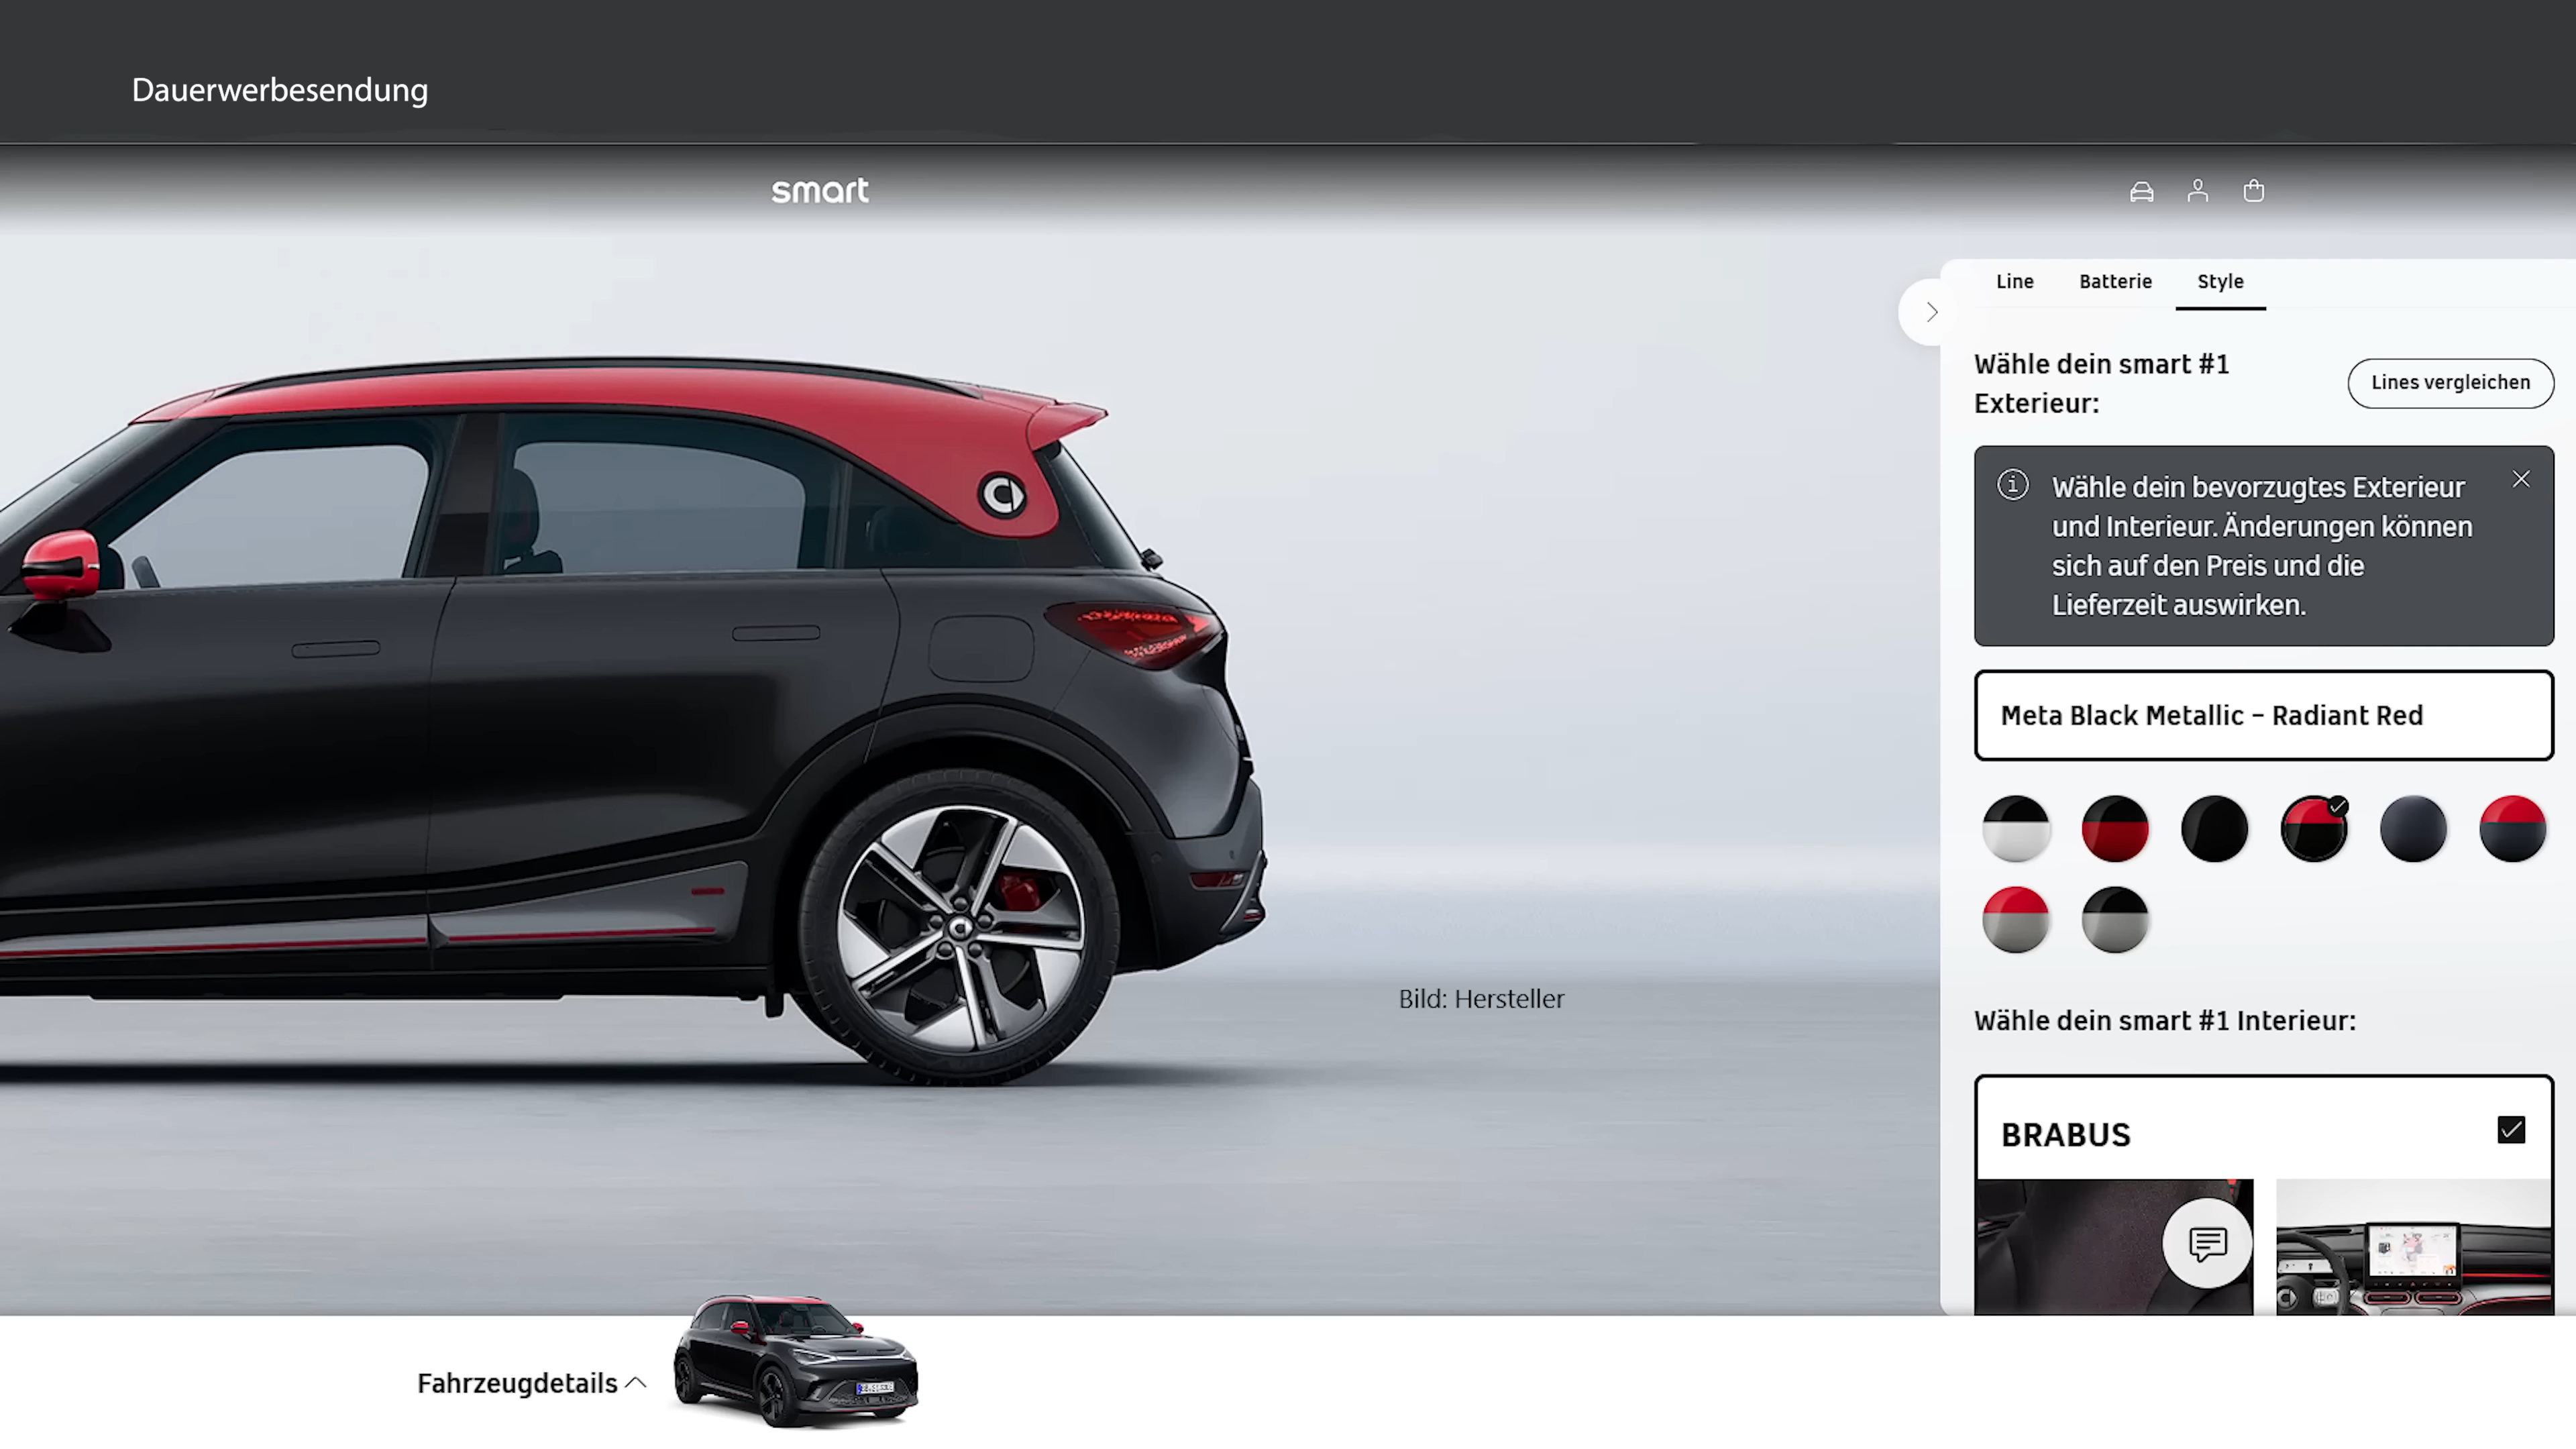 Dauerwerbesendung
smart
Line Batterie Style
Wähle dein smart #1
Exterieur:
Lines vergleichen
Wähle dein bevorzugtes Exterieur
und Interieur. Änderungen können
sich auf den Preis und die
Lieferzeit auswirken.
Meta Black Metallic – Radiant Red
Bild: Hersteller
Wähle dein smart #1 Interieur:
BRABUS
Fahrzeugdetails